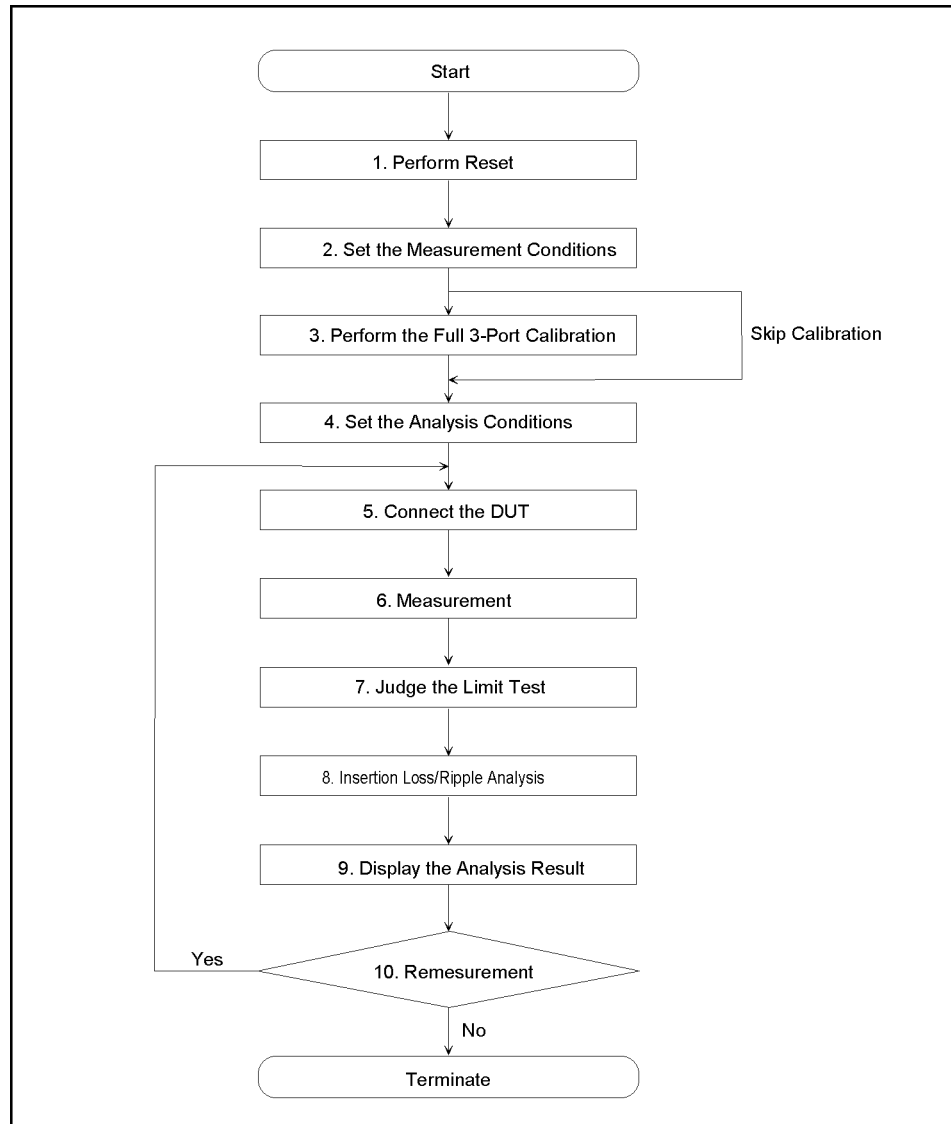 Start
1. Perform Reset
2. Set the Measurement Conditions
3. Perform the Full 3-Port Calibration
Skip Calibration
4. Set the Analysis Conditions
5. Connect the DUT
6. Measurement
7. Judge the Limit Test
8. Insertion Loss/Ripple Analysis
9. Display the Analysis Result
Yes
10. Remesurement
No
Terminate